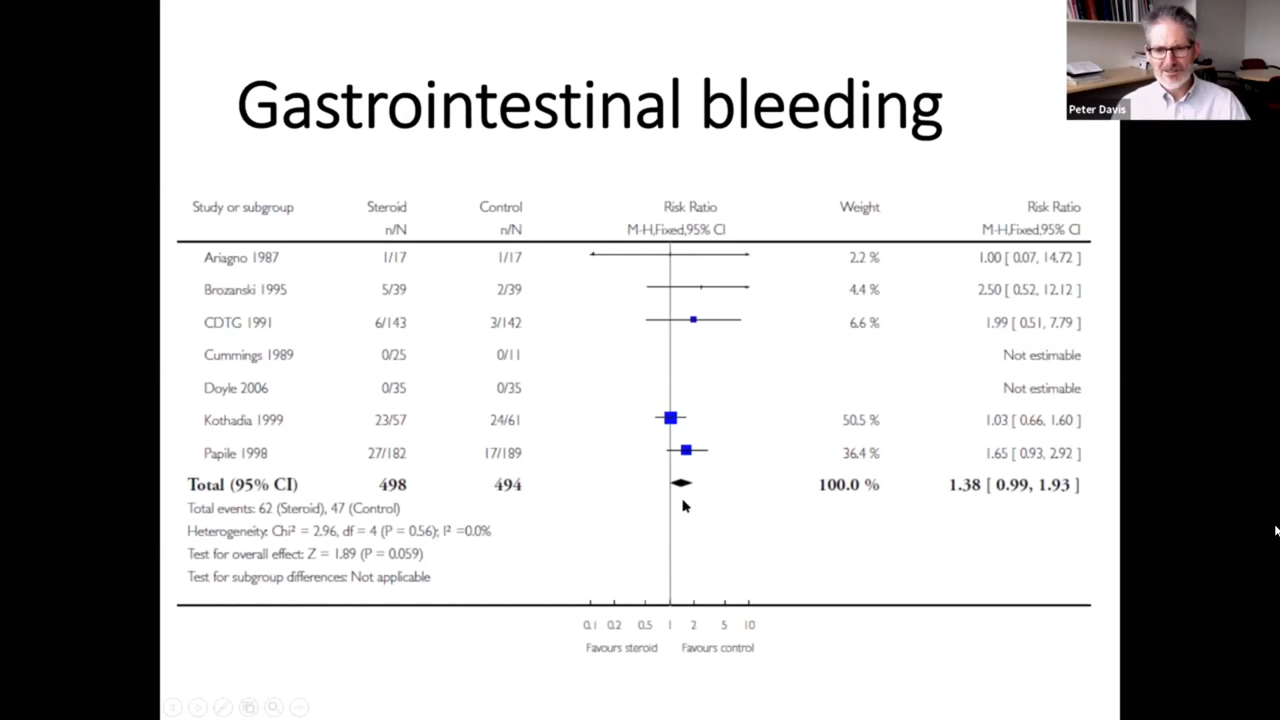 Peter Davis
Gastrointestinal bleeding
Study or subgroup Steroid Control Risk Ratio Weight Risk Ratio
n/N n/N M-H,Fixed,95% CI M-H,Fixed,95% CI
Ariagno 1987 1/17 1/17 2.2 % 1.00 [ 0.07, 14.72 ]
Brozanski 1995 5/39 2/39 4.4 % 2.50 [ 0.52, 12.12 ]
CDTG 1991 6/143 3/142 6.6 % 1.99 [ 0.51, 7.79 ]
Cummings 1989 0/25 0/11 Not estimable
Doyle 2006 0/35 0/35 Not estimable
Kothadia 1999 23/57 24/61 50.5 % 1.03 [ 0.66, 1.60 ]
Papile 1998 27/182 17/189 36.4 % 1.65 [ 0.93, 2.92 ]
Total (95% CI) 498 494 100.0 % 1.38 [ 0.99, 1.93 ]
Total events: 62 (Steroid), 47 (Control)
Heterogeneity: Chi² = 2.96, df = 4 (P = 0.56); I² =0.0%
Test for overall effect: Z = 1.89 (P = 0.059)
Test for subgroup differences: Not applicable
0.1 0.2 0.5 1 2 5 10
Favours steroid Favours control